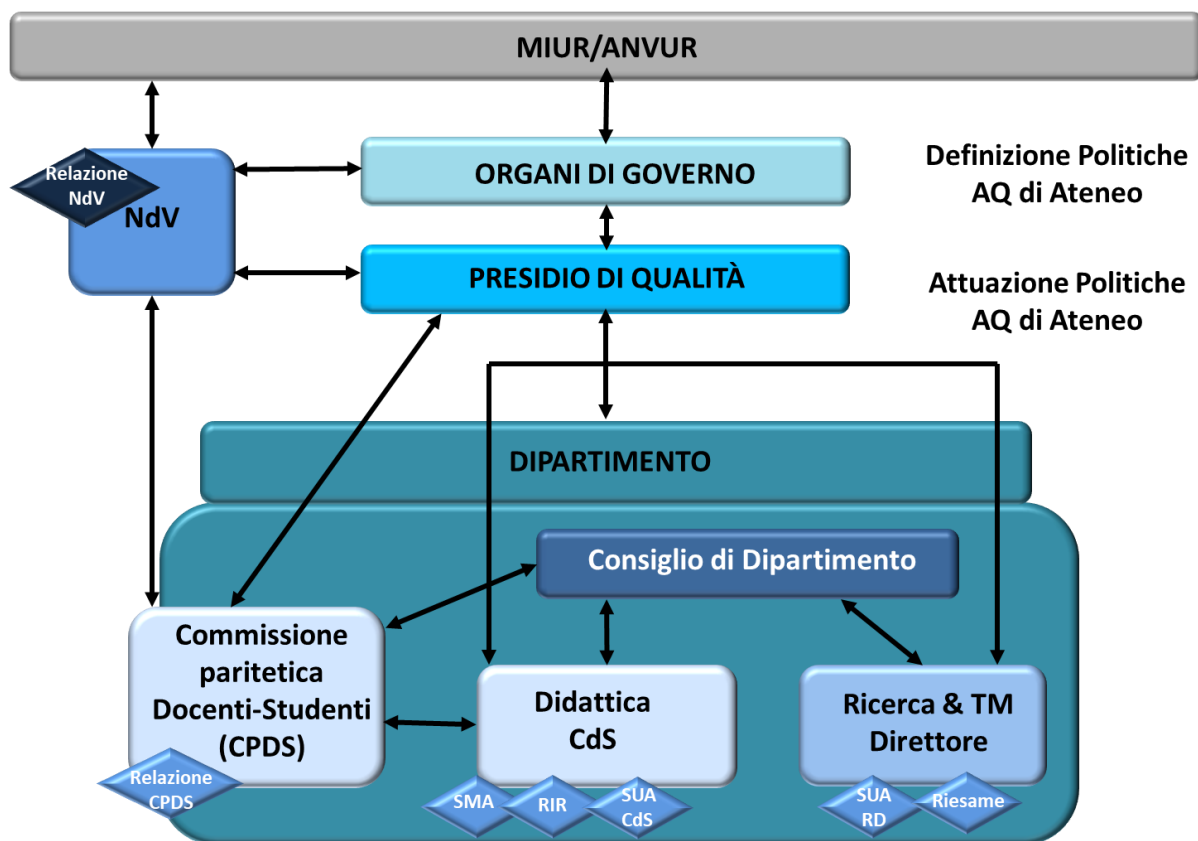 MIUR/ANVUR
Relazione
NdV
NdV
ORGANI DI GOVERNO
Definizione Politiche
AQ di Ateneo
PRESIDIO DI QUALITÀ
Attuazione Politiche
AQ di Ateneo
DIPARTIMENTO
Consiglio di Dipartimento
Commissione
paritetica
Docenti-Studenti
(CPDS)
Relazione
CPDS
Didattica
CdS
SMA
RIR
SUA
CdS
Ricerca & TM
Direttore
SUA
RD
Riesame